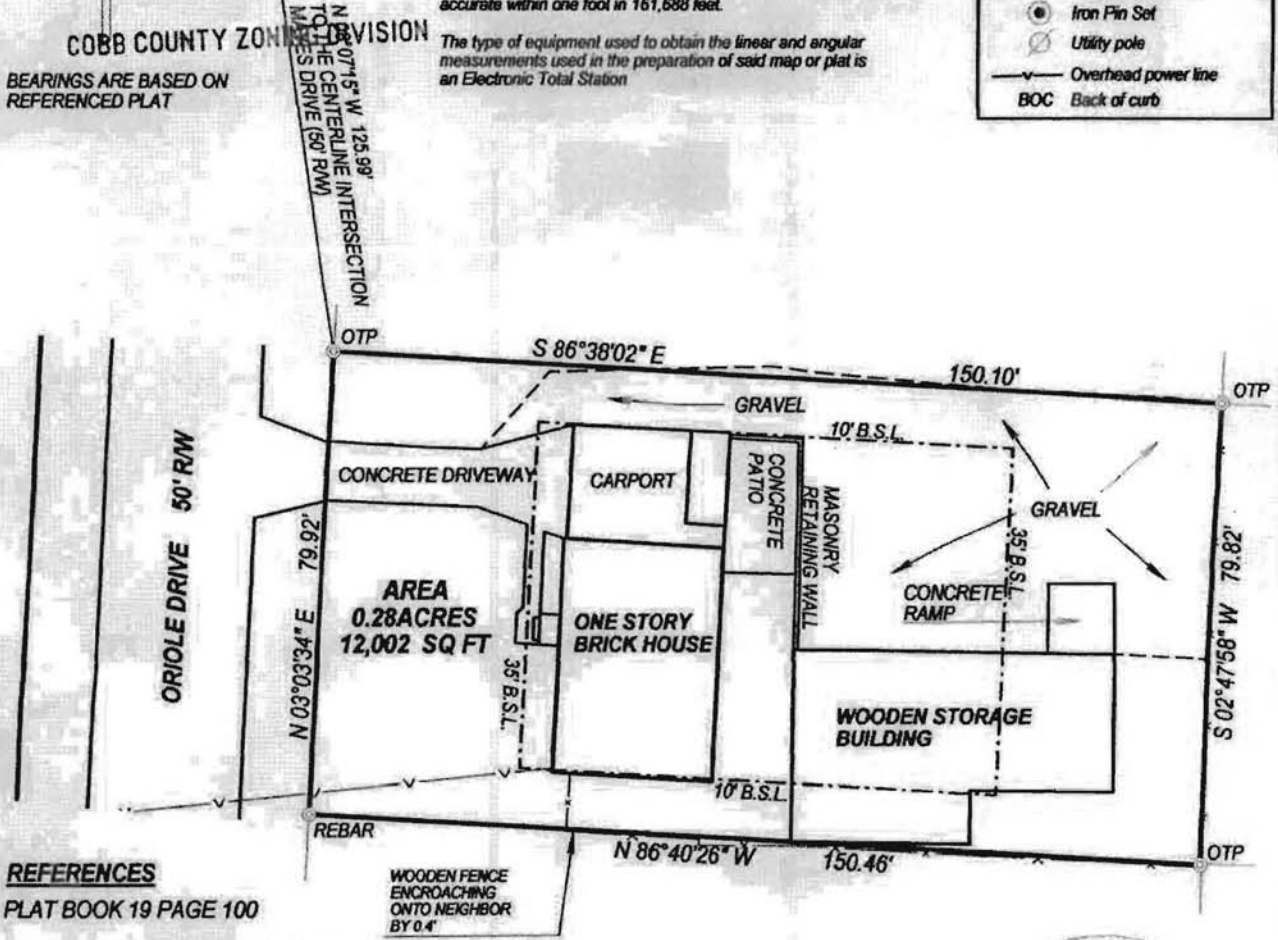 accurate within one foot in 161,688 feet.
COBB COUNTY ZONING DIVISION
The type of equipment used to obtain the linear and angular
measurements used in the preparation of said map or plat is
an Electronic Total Station
BEARINGS ARE BASED ON
REFERENCED PLAT
Iron Pin Set
Utility pole
Overhead power line
BOC Back of curb
07'15" W 125.99'
TO THE CENTERLINE INTERSECTION
DRIVE (50' R/W)
OTP
S 86°38'02" E
150.10'
OTP
GRAVEL
10' B.S.L.
CONCRETE DRIVEWAY
CARPORT
CONCRETE
PATIO
MASONRY
RETAINING WALL
GRAVEL
35' B.S.L.
ORIOLE DRIVE 50' R/W
N 03°03'34" E 79.92'
AREA
0.28ACRES
12,002 SQ FT
35' B.S.L.
ONE STORY
BRICK HOUSE
CONCRETE
RAMP
S 02°47'58" W 79.82'
WOODEN STORAGE
BUILDING
10' B.S.L.
REBAR
N 86°40'26" W
150.46'
OTP
REFERENCES
PLAT BOOK 19 PAGE 100
WOODEN FENCE
ENCROACHING
ONTO NEIGHBOR
BY 0.4'